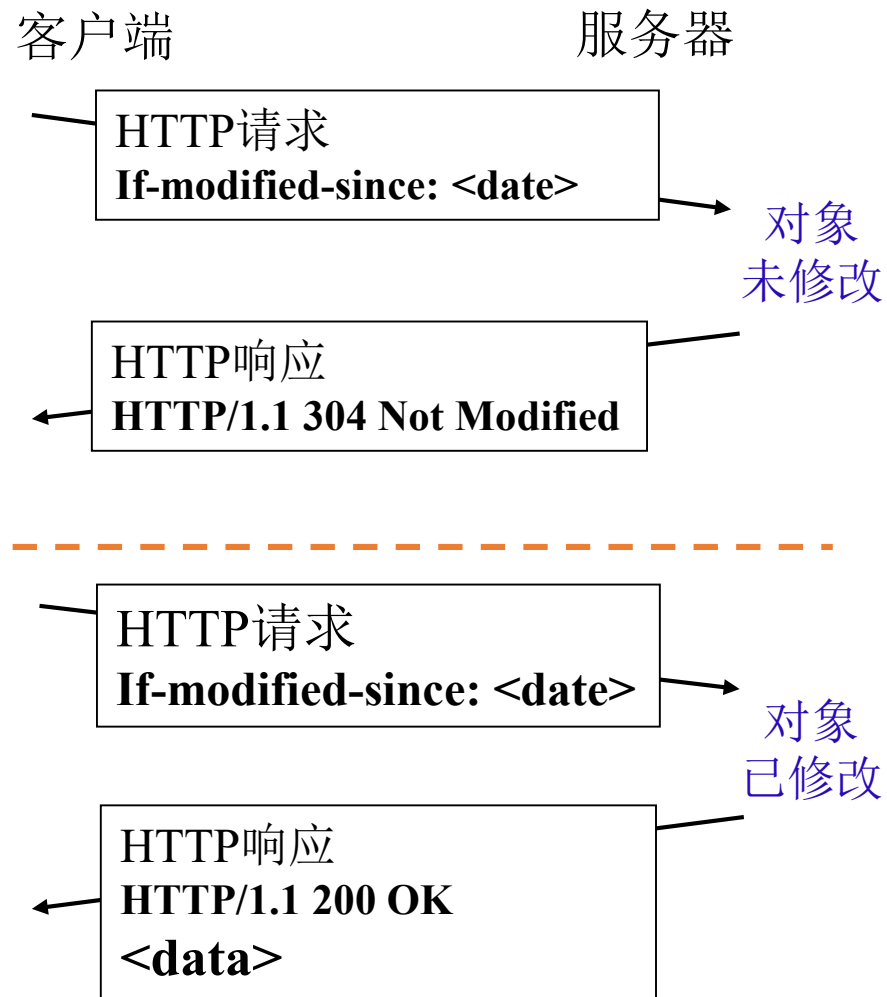 客户端
服务器
HTTP请求
If-modified-since: <date>
对象
未修改
HTTP响应
HTTP/1.1 304 Not Modified
HTTP请求
If-modified-since: <date>
对象
已修改
HTTP响应
HTTP/1.1 200 OK
<data>